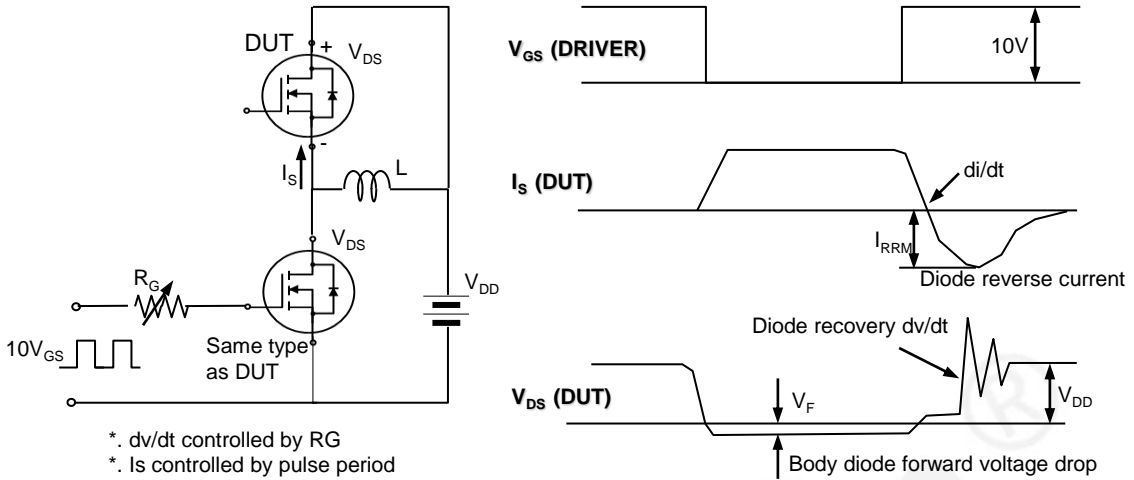 DUT
+
V_DS
-
I_S
L
V_DS
R_G
V_DD
10V_GS
Same type
as DUT
*. dv/dt controlled by RG
*. Is controlled by pulse period
V_GS (DRIVER)
10V
I_S (DUT)
di/dt
I_RRM
Diode reverse current
Diode recovery dv/dt
V_DS (DUT)
V_F
V_DD
Body diode forward voltage drop
®